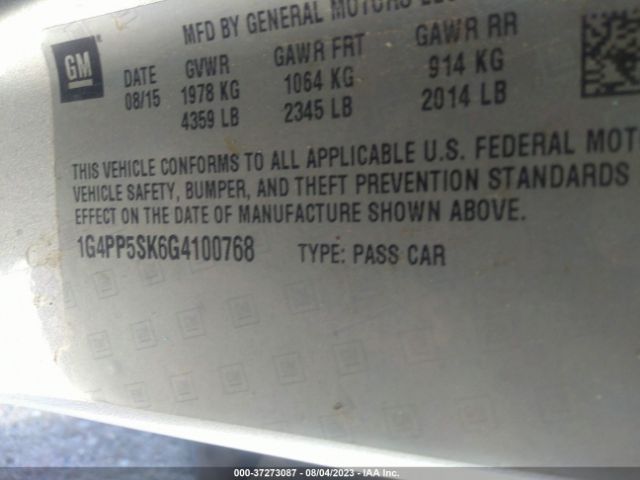 MFD BY GENERAL MOTORS LLC
GM
DATE GVWR GAWR FRT GAWR RR
08/15 1978 KG 1064 KG 914 KG
4359 LB 2345 LB 2014 LB
THIS VEHICLE CONFORMS TO ALL APPLICABLE U.S. FEDERAL MOT
VEHICLE SAFETY, BUMPER, AND THEFT PREVENTION STANDARDS
EFFECT ON THE DATE OF MANUFACTURE SHOWN ABOVE.
1G4PP5SK6G4100768 TYPE: PASS CAR
000-37273087 - 08/04/2023 - IAA Inc.